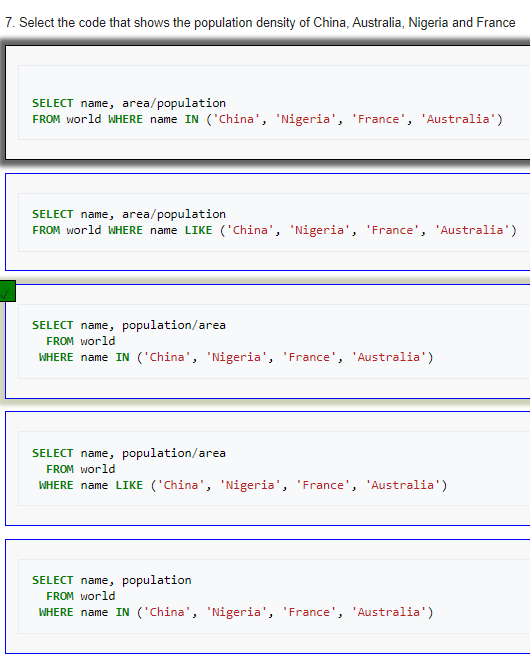 7. Select the code that shows the population density of China, Australia, Nigeria and France
SELECT name, area/population
FROM world WHERE name IN ('China', 'Nigeria', 'France', 'Australia')
SELECT name, area/population
FROM world WHERE name LIKE ('China', 'Nigeria', 'France', 'Australia')
SELECT name, population/area
FROM world
WHERE name IN ('China', 'Nigeria', 'France', 'Australia')
SELECT name, population/area
FROM world
WHERE name LIKE ('China', 'Nigeria', 'France', 'Australia')
SELECT name, population
FROM world
WHERE name IN ('China', 'Nigeria', 'France', 'Australia')